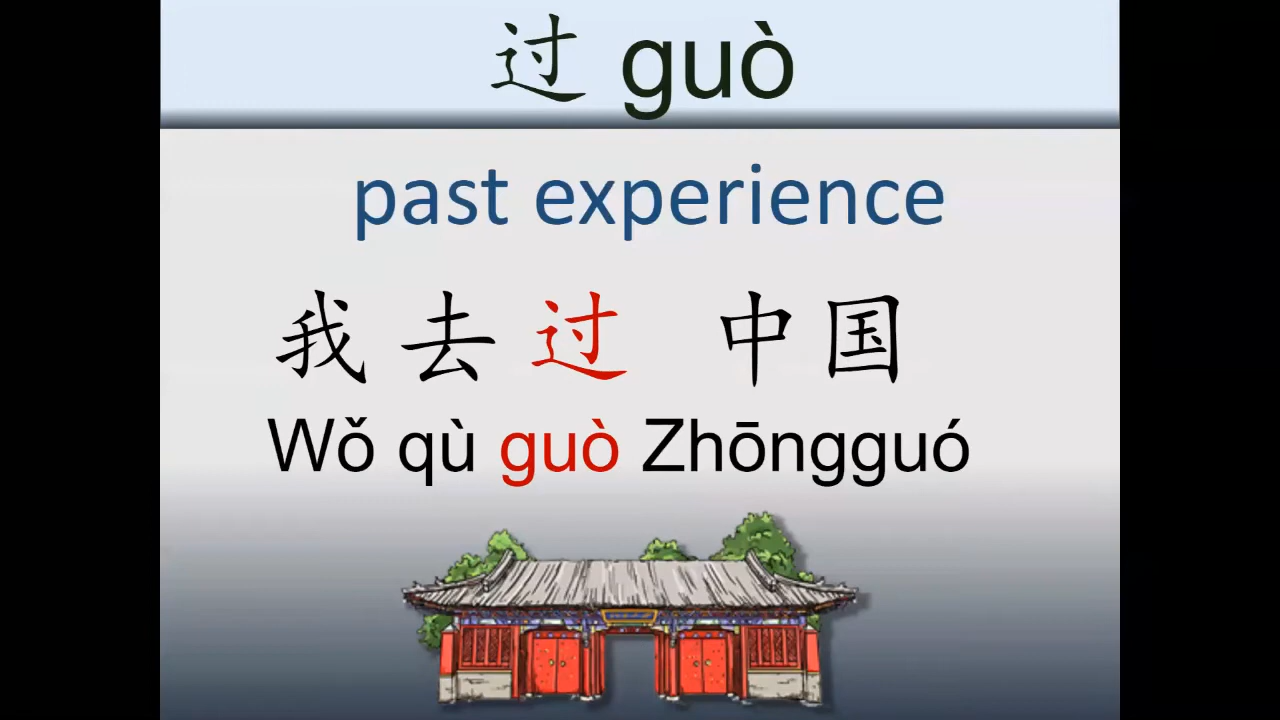 过 guò
past experience
我 去 过 中 国
Wǒ qù guò Zhōngguó